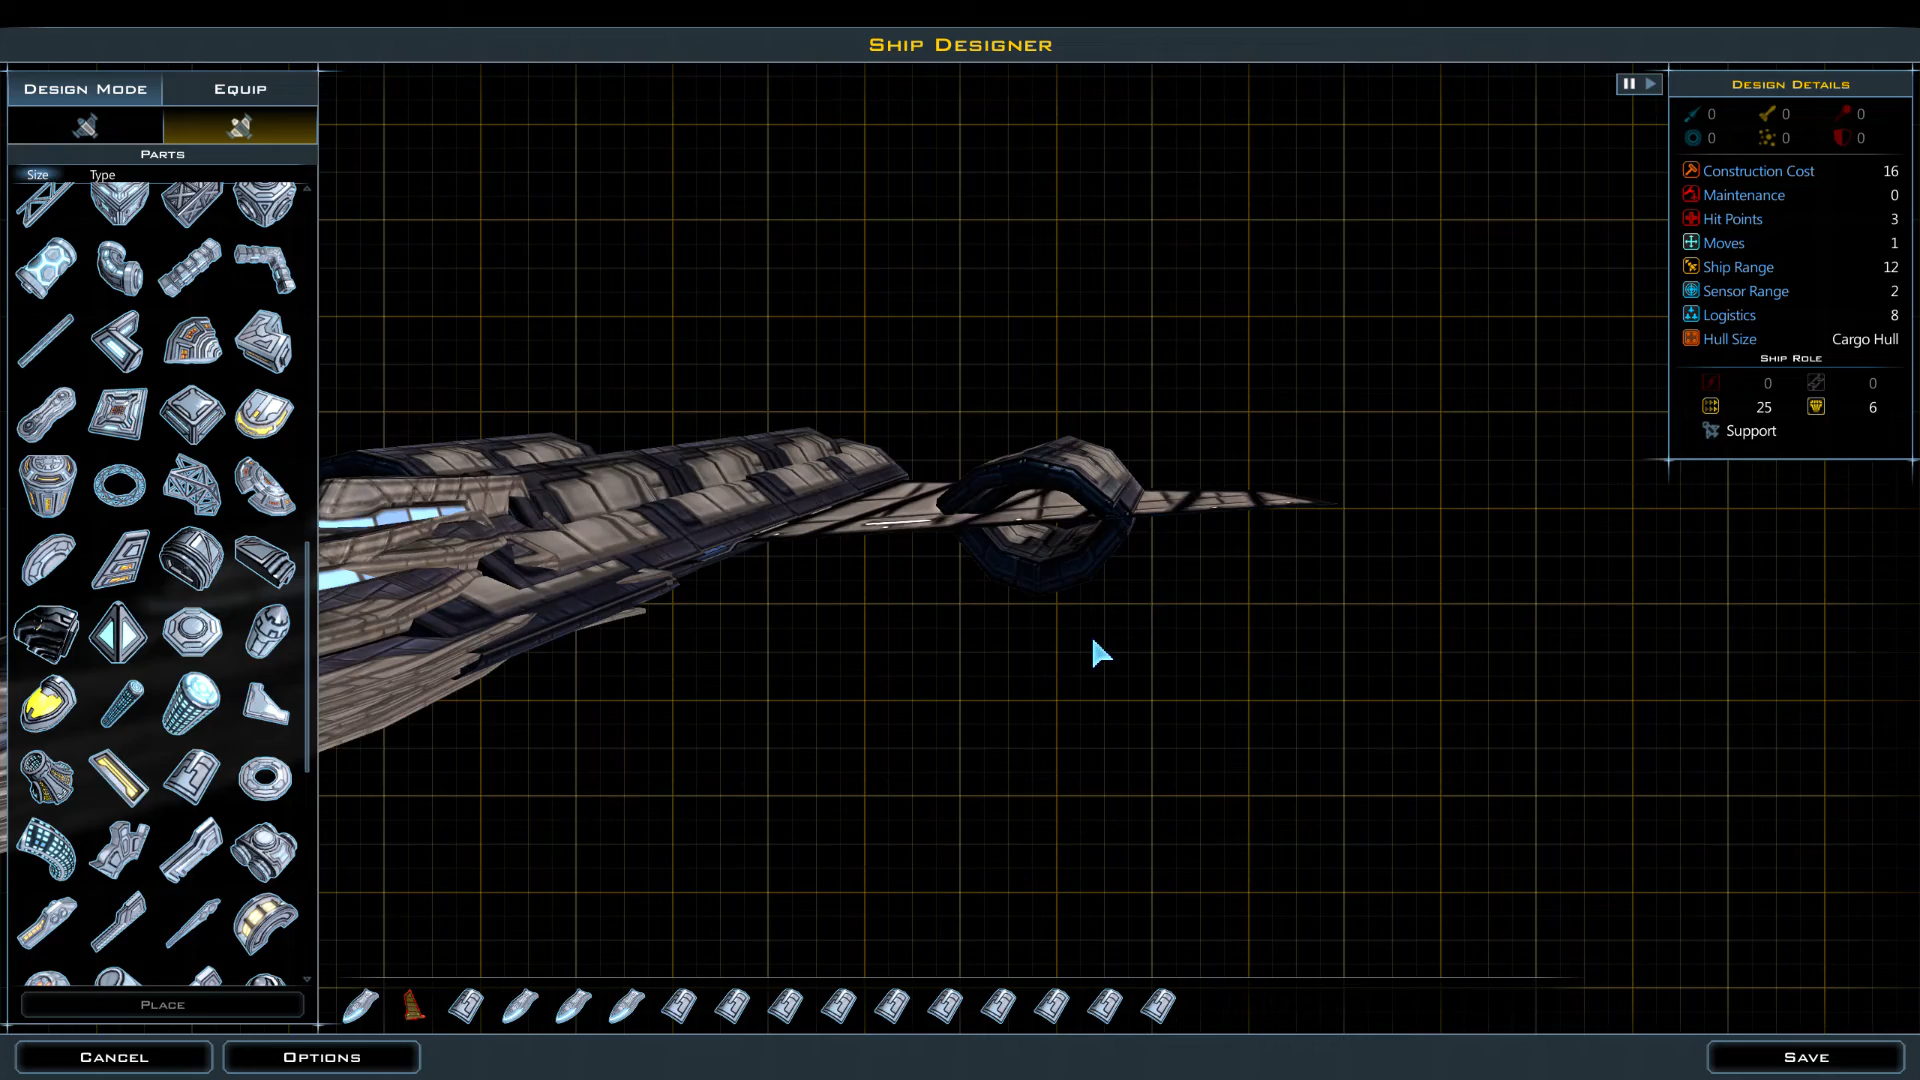 SHIP DESIGNER
DESIGN MODE
EQUIP
PARTS
Size
Type
PLACE
CANCEL
OPTIONS
SAVE
DESIGN DETAILS
0 0 0
0 0 0
Construction Cost 16
Maintenance 0
Hit Points 3
Moves 1
Ship Range 12
Sensor Range 2
Logistics 8
Hull Size Cargo Hull
SHIP ROLE
0 0
25 6
Support